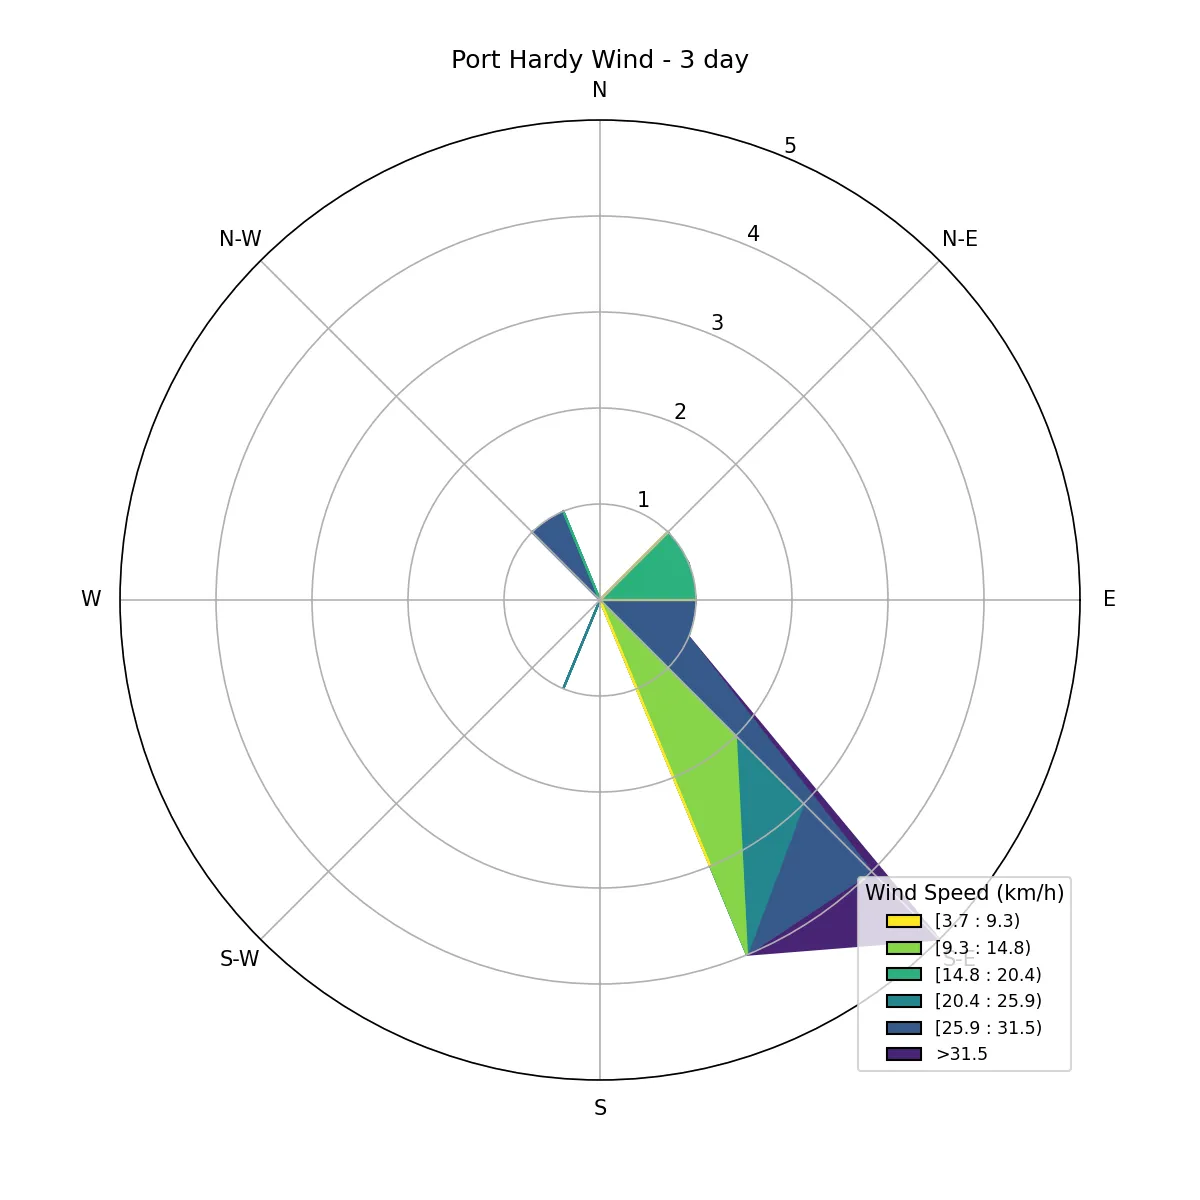 Port Hardy Wind - 3 day
N
5
N-W
4
N-E
3
2
1
W
E
Wind Speed (km/h)
[3.7 : 9.3)
[9.3 : 14.8)
S-W
S-E
[14.8 : 20.4)
[20.4 : 25.9)
[25.9 : 31.5)
>31.5
S